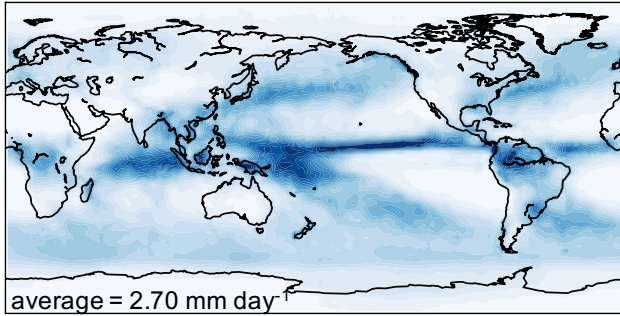 average = 2.70 mm day⁻¹